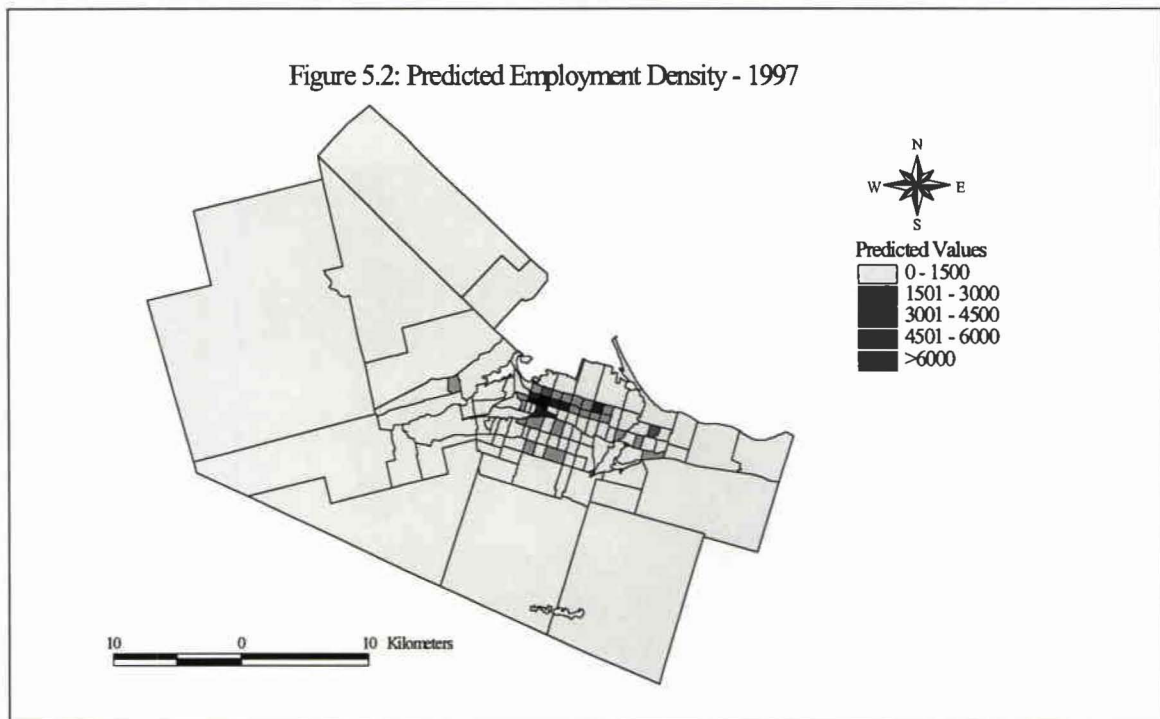 Figure 5.2: Predicted Employment Density - 1997
N
W E
S
Predicted Values
0 - 1500
1501 - 3000
3001 - 4500
4501 - 6000
>6000
10 0 10 Kilometers